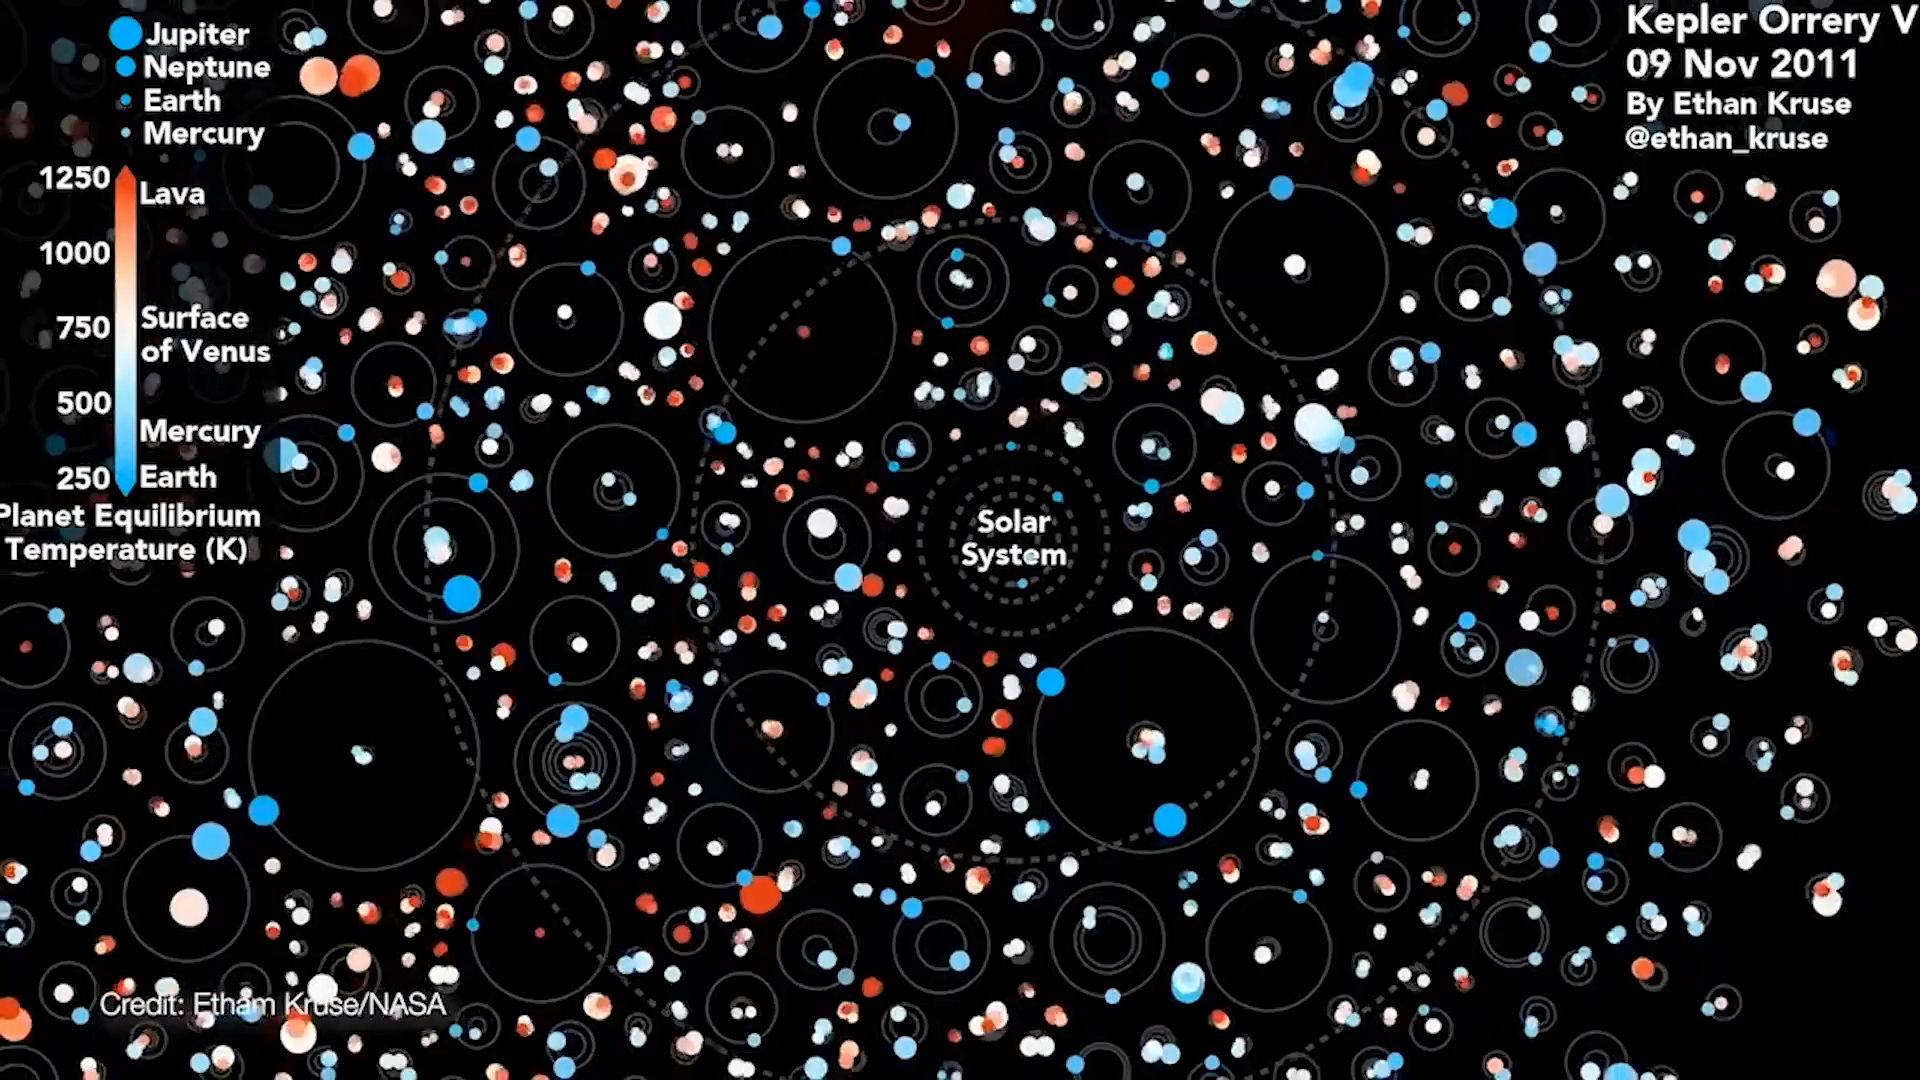 Jupiter
Neptune
Earth
Mercury
1250
Lava
1000
750
Surface
of Venus
500
Mercury
250
Earth
Planet Equilibrium
Temperature (K)
Kepler Orrery V
09 Nov 2011
By Ethan Kruse
@ethan_kruse
Solar
System
Credit: Etham Kruse/NASA